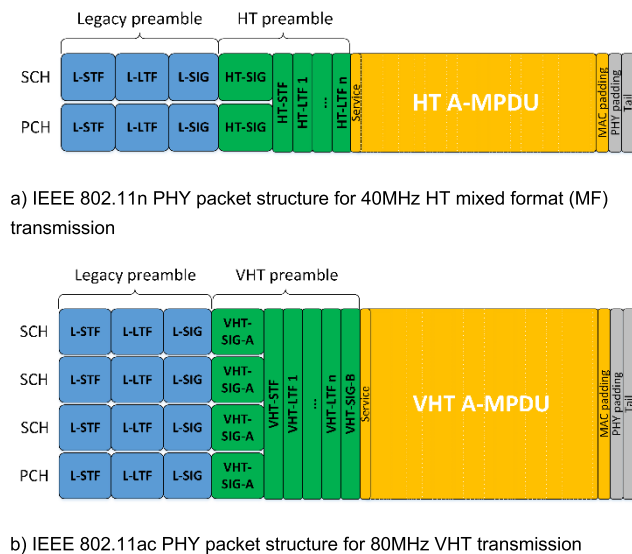 Legacy preamble HT preamble
SCH L-STF L-LTF L-SIG HT-SIG HT-STF HT-LTF 1 ... HT-LTF n Service HT A-MPDU MAC padding PHY padding Tail
PCH L-STF L-LTF L-SIG HT-SIG
a) IEEE 802.11n PHY packet structure for 40MHz HT mixed format (MF)
transmission
Legacy preamble VHT preamble
SCH L-STF L-LTF L-SIG VHT-
SIG-A
SCH L-STF L-LTF L-SIG VHT-
SIG-A
SCH L-STF L-LTF L-SIG VHT-
SIG-A
PCH L-STF L-LTF L-SIG VHT-
SIG-A
VHT-STF
VHT-LTF 1
...
VHT-LTF n
VHT-SIG-B
Service
VHT A-MPDU
MAC padding
PHY padding
Tail
b) IEEE 802.11ac PHY packet structure for 80MHz VHT transmission